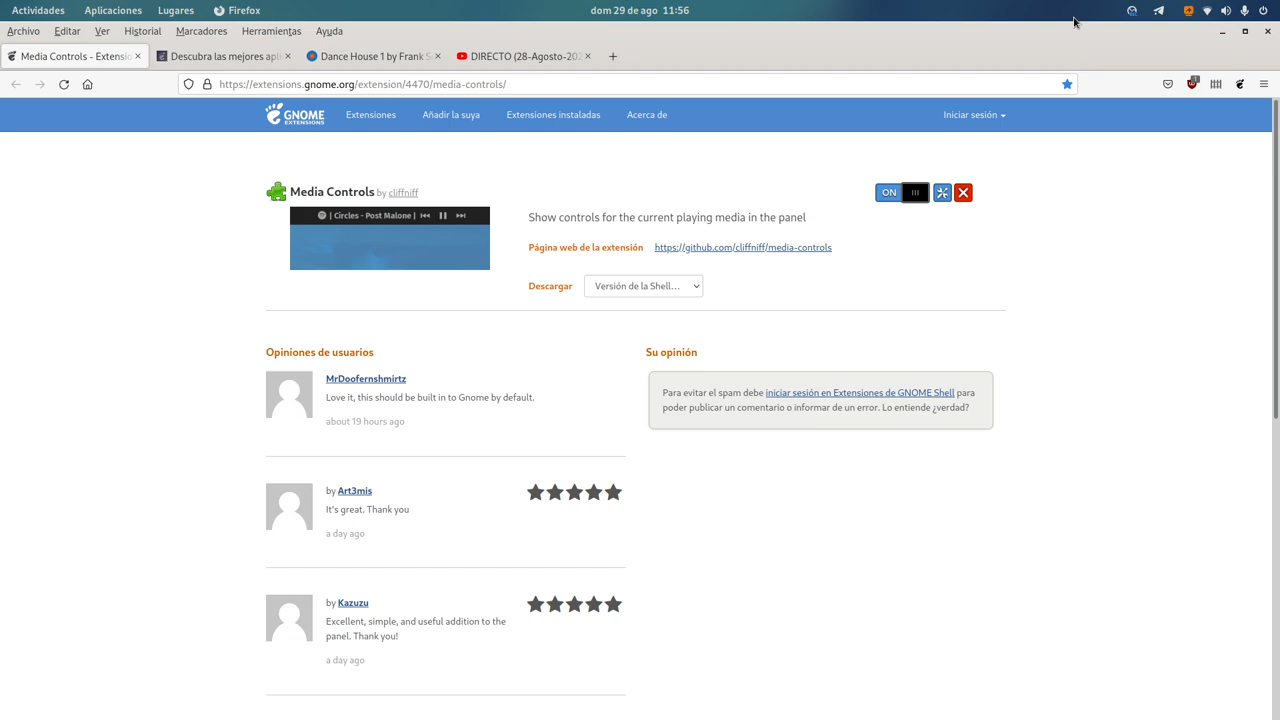 Actividades Aplicaciones Lugares Firefox dom 29 de ago 11:56
Archivo Editar Ver Historial Marcadores Herramientas Ayuda
Media Controls - Extensio Descubra las mejores apli Dance House 1 by Frank S DIRECTO (28-Agosto-202
https://extensions.gnome.org/extension/4470/media-controls/ 1
GNOME EXTENSIONS Extensiones Añadir la suya Extensiones instaladas Acerca de Iniciar sesión
Media Controls by cliffniff ON
| Circles - Post Malone |
Show controls for the current playing media in the panel
Página web de la extensión https://github.com/cliffniff/media-controls
Descargar Versión de la Shell...
Opiniones de usuarios
MrDoofernshmirtz
Love it, this should be built in to Gnome by default.
about 19 hours ago
by Art3mis
It's great. Thank you
a day ago
by Kazuzu
Excellent, simple, and useful addition to the
panel. Thank you!
a day ago
Su opinión
Para evitar el spam debe iniciar sesión en Extensiones de GNOME Shell para
poder publicar un comentario o informar de un error. Lo entiende ¿verdad?